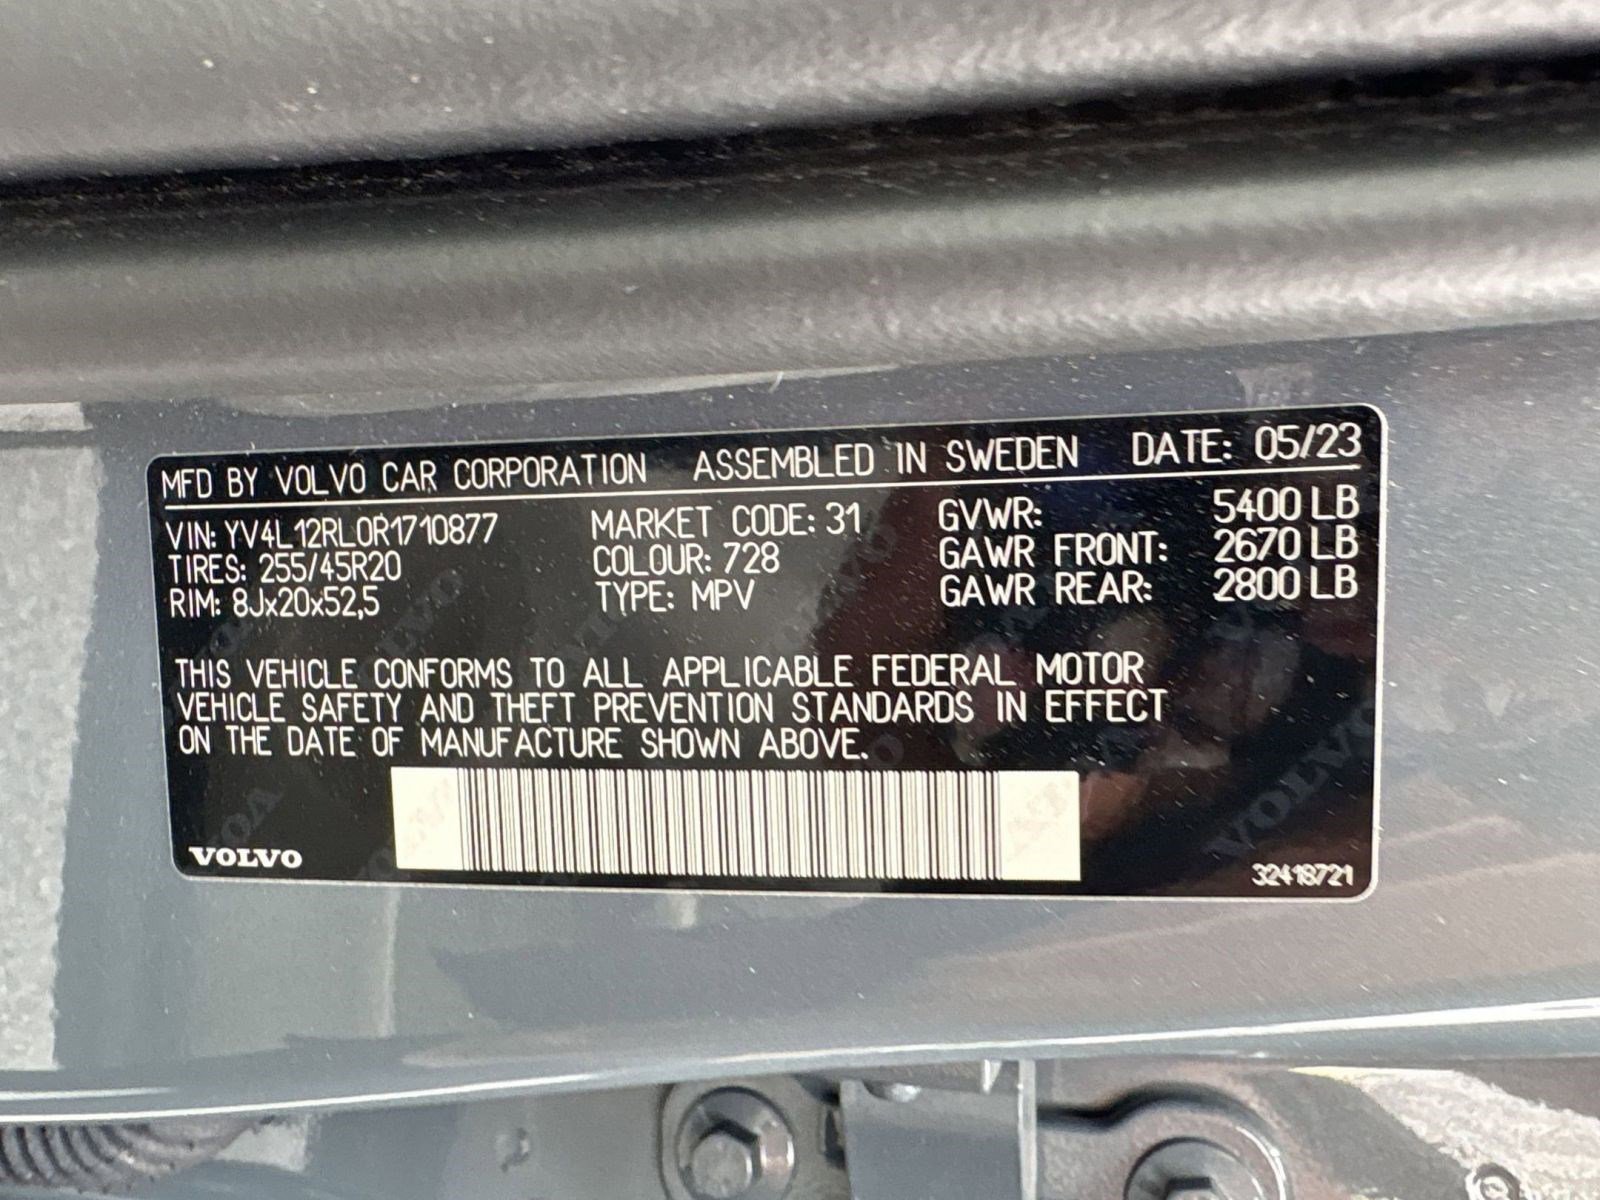 MFD BY VOLVO CAR CORPORATION ASSEMBLED IN SWEDEN DATE: 05/23
VIN: YV4L12RL0R1710877 MARKET CODE: 31 GVWR: 5400 LB
TIRES: 255/45R20 COLOUR: 728 GAWR FRONT: 2670 LB
RIM: 8Jx20x52,5 TYPE: MPV GAWR REAR: 2800 LB
THIS VEHICLE CONFORMS TO ALL APPLICABLE FEDERAL MOTOR
VEHICLE SAFETY AND THEFT PREVENTION STANDARDS IN EFFECT
ON THE DATE OF MANUFACTURE SHOWN ABOVE.
VOLVO 32418721